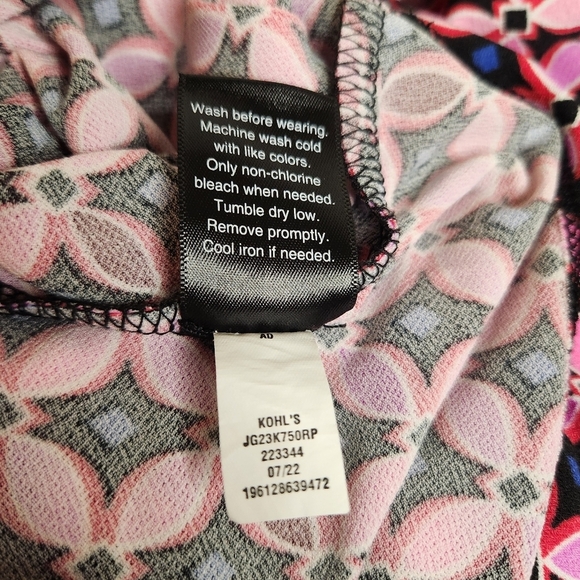 Wash before wearing.
Machine wash cold
with like colors.
Only non-chlorine
bleach when needed.
Tumble dry low.
Remove promptly.
Cool iron if needed.
KOHL'S
JG23K750RP
223344
07/22
196128639472